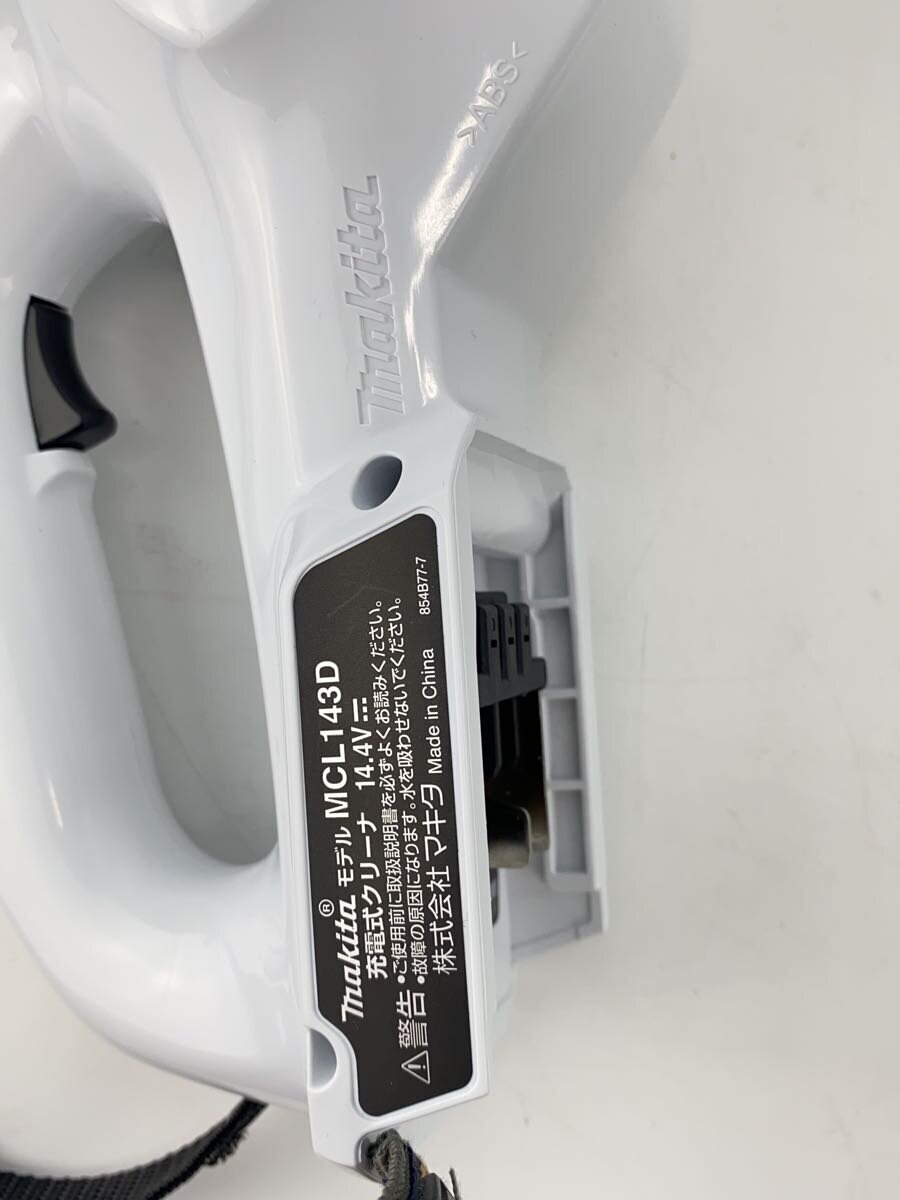 >ABS<
makita
makita® モデル MCL143D
充電式クリーナ 14.4V⎓
⚠警告 •ご使用前に取扱説明書を必ずよくお読みください。
•故障の原因になります。水を吸わせないでください。
株式会社 マキタ Made in China 854B77-7